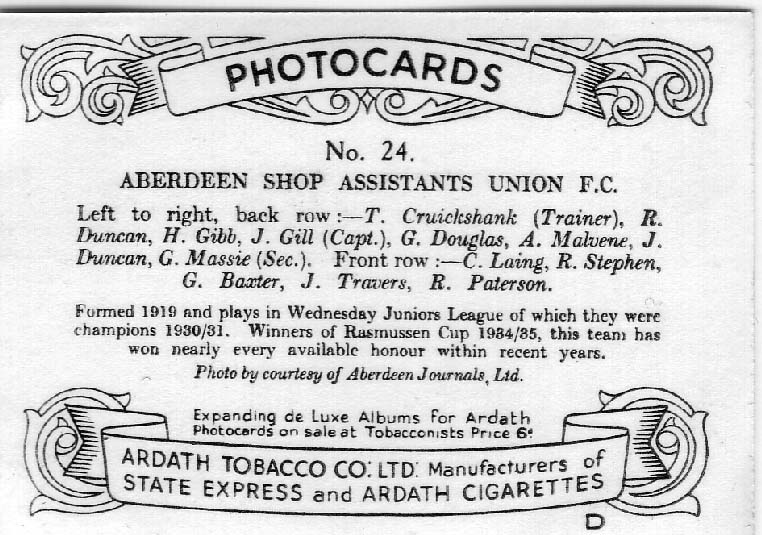 PHOTOCARDS
No. 24.
ABERDEEN SHOP ASSISTANTS UNION F.C.
Left to right, back row :—T. Cruickshank (Trainer), R.
Duncan, H. Gibb, J. Gill (Capt.), G. Douglas, A. Malvene, J.
Duncan, G. Massie (Sec.). Front row :—C. Laing, R. Stephen,
G. Baxter, J. Travers, R. Paterson.
Formed 1919 and plays in Wednesday Juniors League of which they were
champions 1930/31. Winners of Rasmussen Cup 1934/35, this team has
won nearly every available honour within recent years.
Photo by courtesy of Aberdeen Journals, Ltd.
Expanding de Luxe Albums for Ardath
Photocards on sale at Tobacconists Price 6d
ARDATH TOBACCO CO. LTD. Manufacturers of
STATE EXPRESS and ARDATH CIGARETTES
D